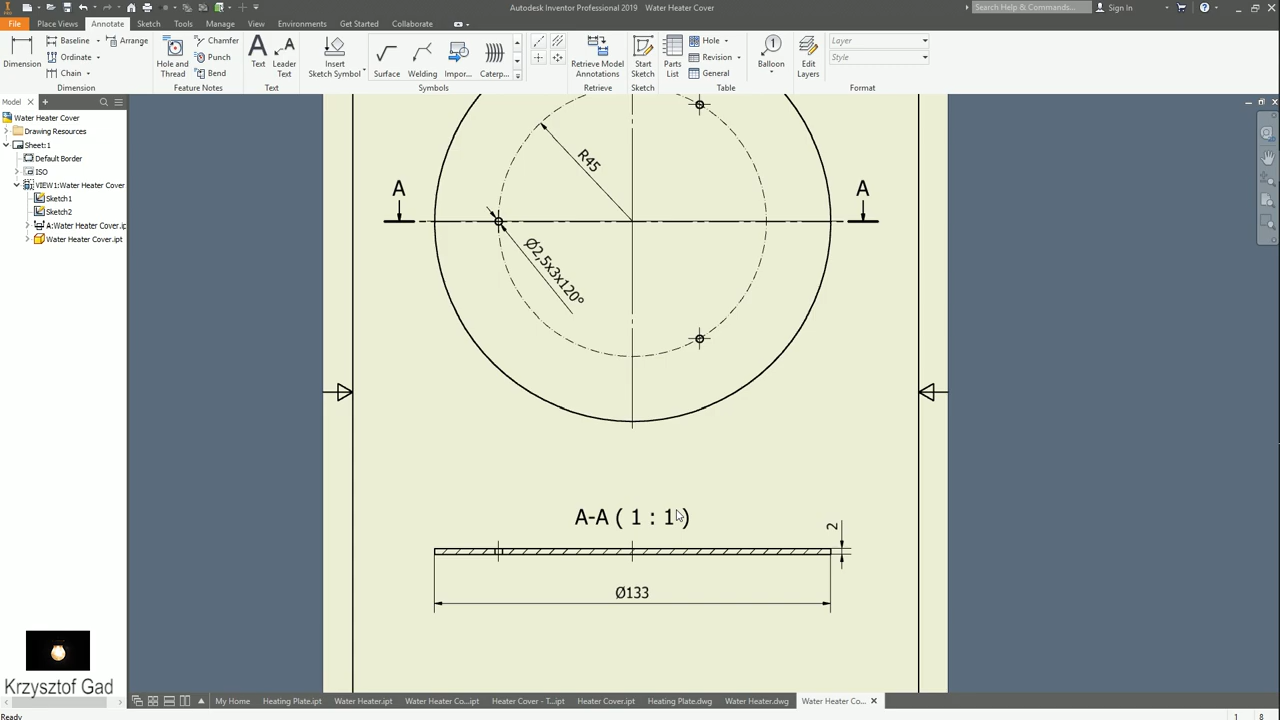 Autodesk Inventor Professional 2019 Water Heater Cover
Search Help & Commands...
Sign In
File Place Views Annotate Sketch Tools Manage View Environments Get Started Collaborate
Dimension
Baseline
Ordinate
Chain
Arrange
Dimension
Hole and Thread
Chamfer
Punch
Bend
Feature Notes
Text
Leader Text
Text
Insert Sketch Symbol
Surface
Welding
Impor...
Caterp...
Symbols
Retrieve Model Annotations
Retrieve
Start Sketch
Sketch
Parts List
Hole
Revision
General
Table
Balloon
Edit Layers
Layer
Style
Format
Model
Water Heater Cover
Drawing Resources
Sheet:1
Default Border
ISO
VIEW1:Water Heater Cover
Sketch1
Sketch2
A:Water Heater Cover.ip
Water Heater Cover.ipt
R45
A
A
Ø2,5x3x120°
A-A ( 1 : 1 )
2
Ø133
Krzysztof Gad
My Home Heating Plate.ipt Water Heater.ipt Water Heater Co...ipt Heater Cover - T...ipt Heater Cover.ipt Heating Plate.dwg Water Heater.dwg Water Heater Co...
Ready
1 8